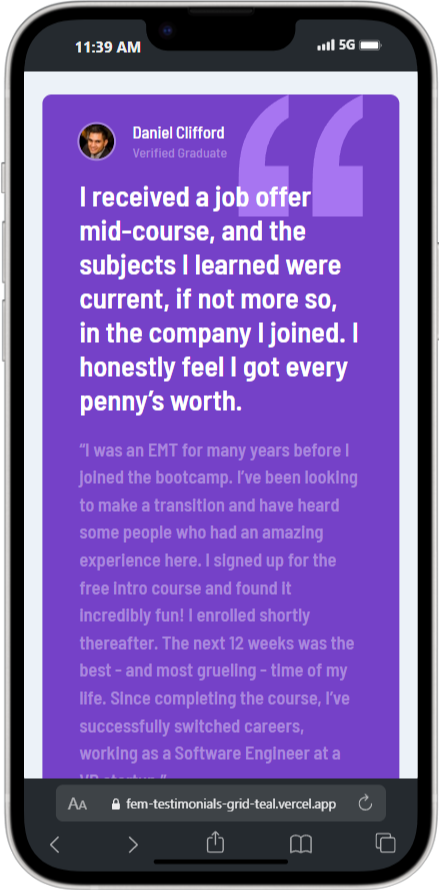 11:39 AM
5G
Daniel Clifford
Verified Graduate
I received a job offer
mid-course, and the
subjects I learned were
current, if not more so,
in the company I joined. I
honestly feel I got every
penny’s worth.
“I was an EMT for many years before I
joined the bootcamp. I’ve been looking
to make a transition and have heard
some people who had an amazing
experience here. I signed up for the
free intro course and found it
incredibly fun! I enrolled shortly
thereafter. The next 12 weeks was the
best - and most grueling - time of my
life. Since completing the course, I’ve
successfully switched careers,
working as a Software Engineer at a
VR startup.”
AA
fem-testimonials-grid-teal.vercel.app